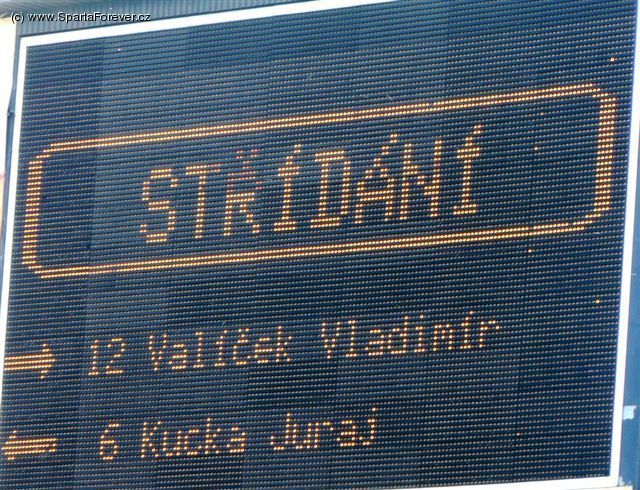 (c) www.SpartaForever.cz
STŘÍDÁNÍ
12 Valíček Vladimír
6 Kucka Juraj